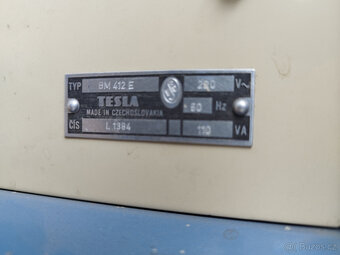 TYP BM 412 E 220 V~
TESLA 50 Hz
MADE IN CZECHOSLOVAKIA
ČÍS L 1384 110 VA